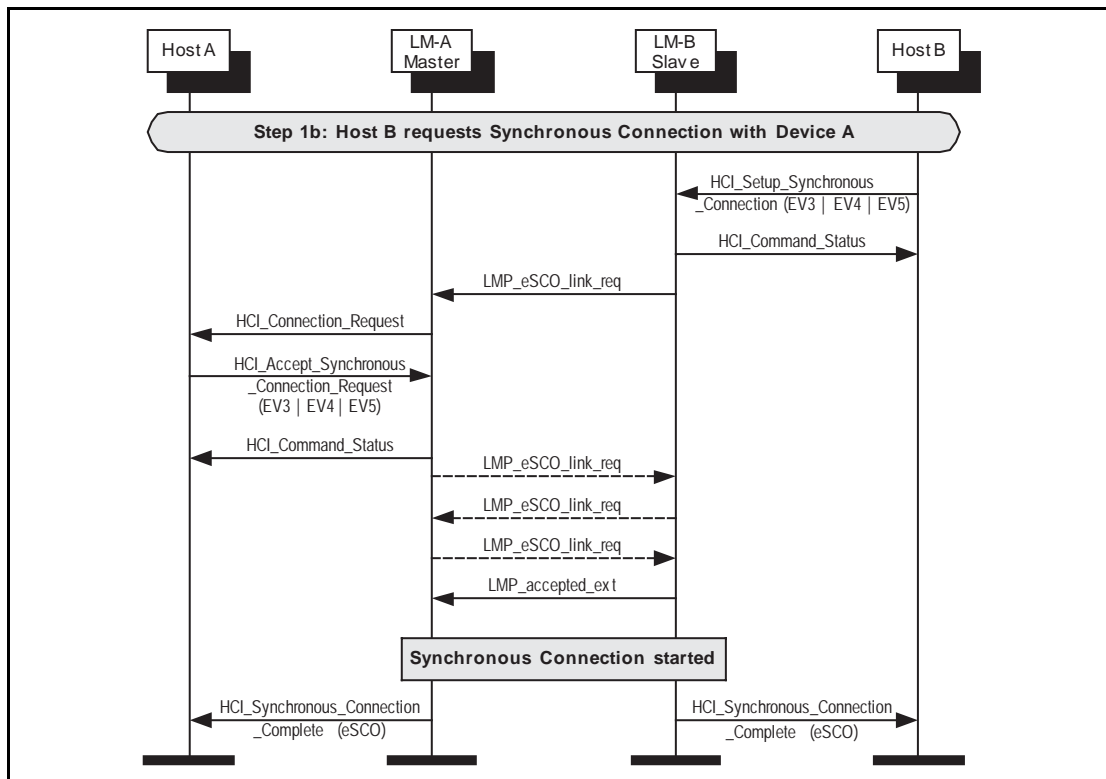 Host A
LM-A
Master
LM-B
Slave
Host B
Step 1b: Host B requests Synchronous Connection with Device A
HCI_Setup_Synchronous
_Connection (EV3 | EV4 | EV5)
HCI_Command_Status
LMP_eSCO_link_req
HCI_Connection_Request
HCI_Accept_Synchronous
_Connection_Request
(EV3 | EV4 | EV5)
HCI_Command_Status
LMP_eSCO_link_req
LMP_eSCO_link_req
LMP_eSCO_link_req
LMP_accepted_ext
Synchronous Connection started
HCI_Synchronous_Connection
_Complete (eSCO)
HCI_Synchronous_Connection
_Complete (eSCO)